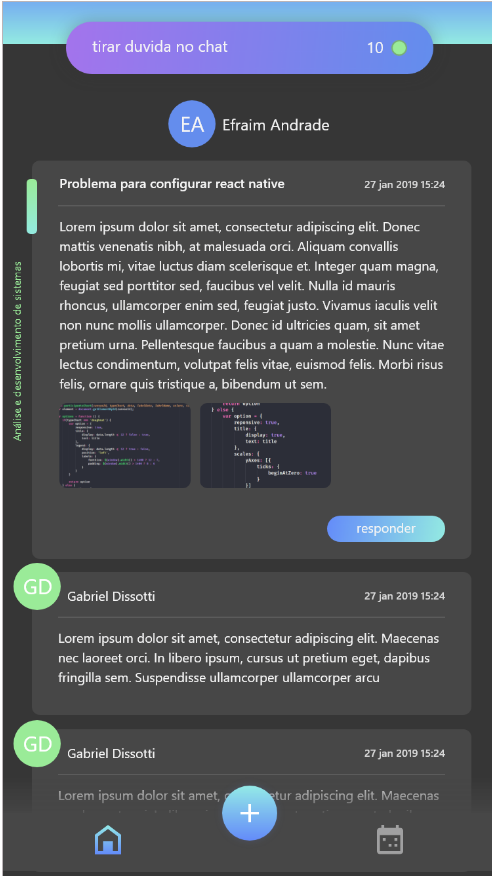 tirar duvida no chat
10
EA
Efraim Andrade
Problema para configurar react native
27 jan 2019 15:24
Análise e desenvolvimento de sistemas
Lorem ipsum dolor sit amet, consectetur adipiscing elit. Donec
mattis venenatis nibh, at malesuada orci. Aliquam convallis
lobortis mi, vitae luctus diam scelerisque et. Integer quam magna,
feugiat sed porttitor sed, faucibus vel velit. Nulla id mauris
rhoncus, ullamcorper enim sed, feugiat justo. Vivamus iaculis velit
non nunc mollis ullamcorper. Donec id ultricies quam, sit amet
pretium urna. Pellentesque faucibus a quam a molestie. Nunc vitae
lectus condimentum, volutpat felis vitae, euismod felis. Morbi risus
felis, ornare quis tristique a, bibendum ut sem.
return option
} else {
var option = {
reponsive: true,
title: {
display: true,
text: title
},
scales: {
yAxes: [{
ticks: {
beginAtZero: true
}
}]
responder
GD
Gabriel Dissotti
27 jan 2019 15:24
Lorem ipsum dolor sit amet, consectetur adipiscing elit. Maecenas
nec laoreet orci. In libero ipsum, cursus ut pretium eget, dapibus
fringilla sem. Suspendisse ullamcorper ullamcorper arcu
GD
Gabriel Dissotti
27 jan 2019 15:24
Lorem ipsum dolor sit amet, adipiscing elit. Maecenas